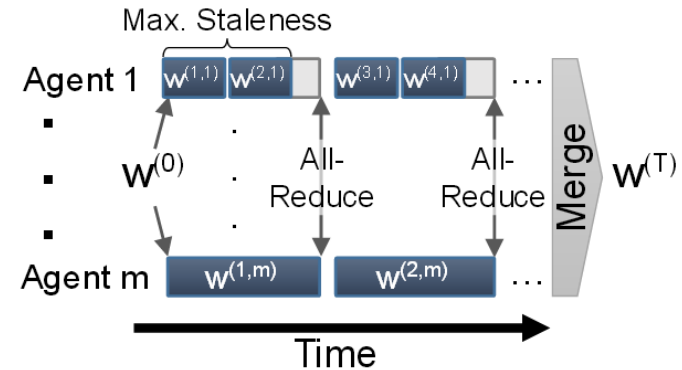 Max. Staleness
Agent 1 w(1,1) w(2,1) w(3,1) w(4,1) ...
w(0) All-Reduce All-Reduce Merge w(T)
Agent m w(1,m) w(2,m) ...
Time